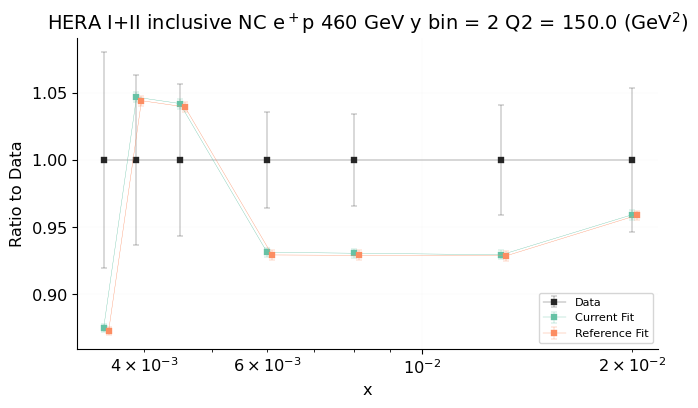 HERA I+II inclusive NC e⁺p 460 GeV y bin = 2 Q2 = 150.0 (GeV²)
Ratio to Data
1.05
1.00
0.95
0.90
Data
Current Fit
Reference Fit
4 × 10⁻³ 6 × 10⁻³ 10⁻² 2 × 10⁻²
x